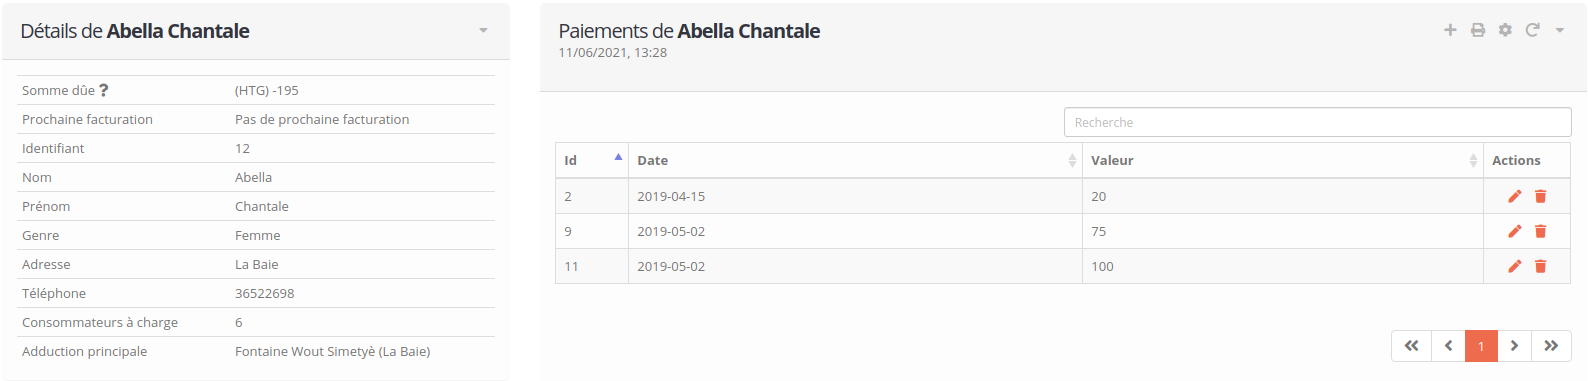 Détails de Abella Chantale
Somme dûe ? (HTG) -195
Prochaine facturation Pas de prochaine facturation
Identifiant 12
Nom Abella
Prénom Chantale
Genre Femme
Adresse La Baie
Téléphone 36522698
Consommateurs à charge 6
Adduction principale Fontaine Wout Simetyè (La Baie)
Paiements de Abella Chantale
11/06/2021, 13:28
Recherche
Id Date Valeur Actions
2 2019-04-15 20
9 2019-05-02 75
11 2019-05-02 100
1